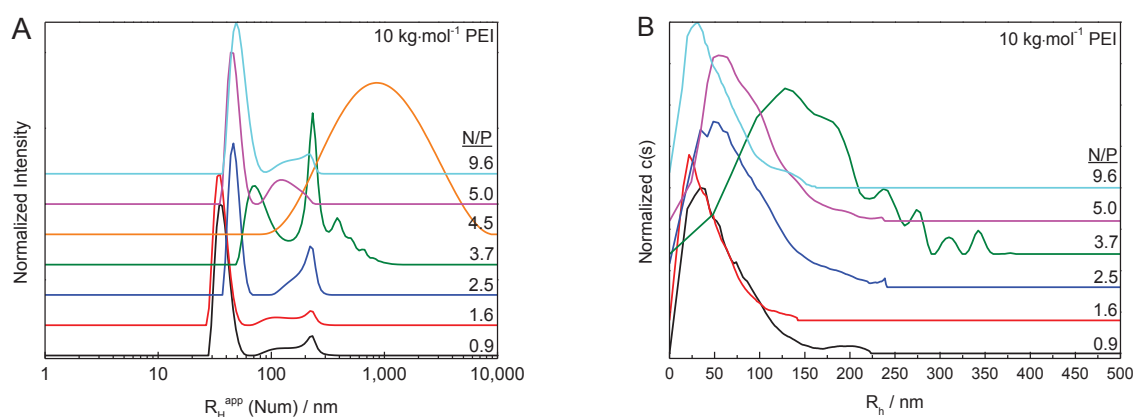 A
10 kg·mol⁻¹ PEI
Normalized Intensity
N/P
9.6
5.0
4.5
3.7
2.5
1.6
0.9
1 10 100 1,000 10,000
R_H^app (Num) / nm
B
10 kg·mol⁻¹ PEI
Normalized c(s)
N/P
9.6
5.0
3.7
2.5
1.6
0.9
0 50 100 150 200 250 300 350 400 450 500
R_h / nm